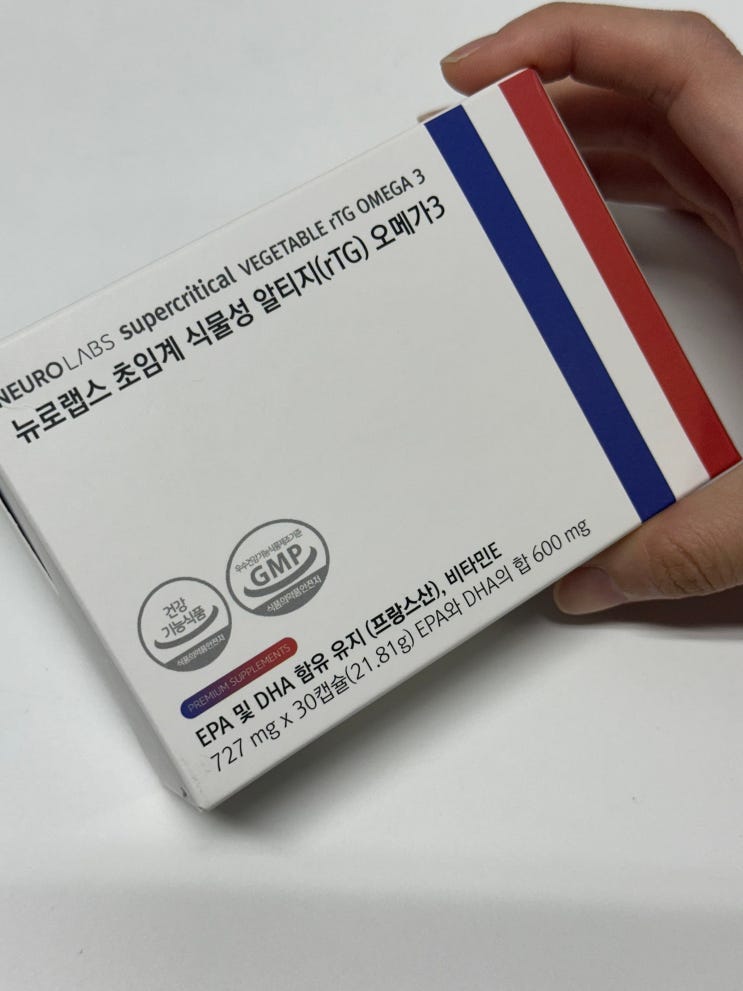 NEUROLABS supercritical VEGETABLE rTG OMEGA 3
뉴로랩스 초임계 식물성 알티지(rTG) 오메가3
건강
기능식품
식품의약품안전처
우수건강기능식품제조기준
GMP
식품의약품안전처
PREMIUM SUPPLEMENTS
EPA 및 DHA 함유 유지 (프랑스산), 비타민E
727 mg x 30캡슐(21.81g) EPA와 DHA의 합 600 mg